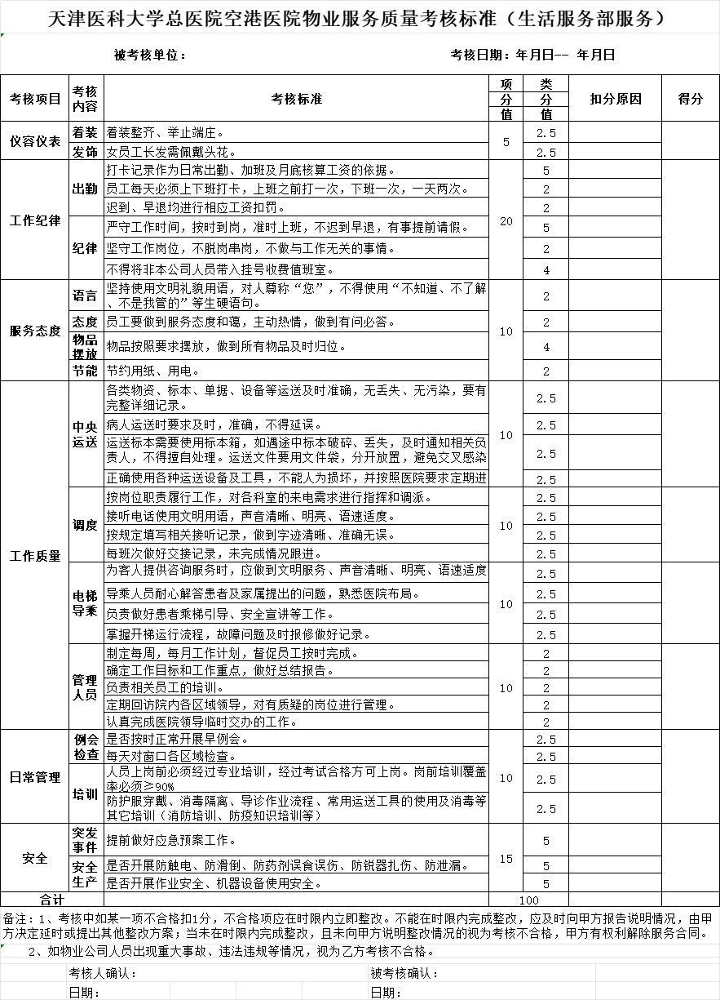 天津医科大学总医院空港医院物业服务质量考核标准（生活服务部服务）
被考核单位： 考核日期：年月日-- 年月日
考核项目 考核内容 考核标准 项分值 类分值 扣分原因 得分
仪容仪表 着装 着装整齐、举止端庄。 5 2.5
发饰 女员工长发需佩戴头花。 2.5
工作纪律 出勤 打卡记录作为日常出勤、加班及月底核算工资的依据。 20 5
员工每天必须上下班打卡，上班之前打一次，下班一次，一天两次。 2
迟到、早退均进行相应工资扣罚。 2
纪律 严守工作时间，按时到岗，准时上班，不迟到早退，有事提前请假。 5
坚守工作岗位，不脱岗串岗，不做与工作无关的事情。 2
不得将非本公司人员带入挂号收费值班室。 4
服务态度 语言 坚持使用文明礼貌用语，对人尊称“您”，不得使用“不知道、不了解 10 2
、不是我管的”等生硬语句。
态度 员工要做到服务态度和蔼，主动热情，做到有问必答。 2
物品摆放 物品按照要求摆放，做到所有物品及时归位。 4
节能 节约用纸、用电。 2
工作质量 中央运送 各类物资、标本、单据、设备等运送及时准确，无丢失、无污染，要有 10 2.5
完整详细记录。
病人运送时要求及时，准确，不得延误。 2.5
运送标本需要使用标本箱，如遇途中标本破碎、丢失，及时通知相关负 2.5
责人，不得擅自处理。运送文件要用文件袋，分开放置，避免交叉感染
正确使用各种运送设备及工具，不能人为损坏，并按照医院要求定期进 2.5
调度 按岗位职责履行工作，对各科室的来电需求进行指挥和调派。 10 2.5
接听电话使用文明用语，声音清晰、明亮、语速适度。 2.5
按规定填写相关接听记录，做到字迹清晰、准确无误。 2.5
每班次做好交接记录，未完成情况跟进。 2.5
电梯导乘 为客人提供咨询服务时，应做到文明服务、声音清晰、明亮、语速适度 10 2.5
导乘人员耐心解答患者及家属提出的问题，熟悉医院布局。 2.5
负责做好患者乘梯引导、安全宣讲等工作。 2.5
掌握开梯运行流程，故障问题及时报修做好记录。 2.5
管理人员 制定每周，每月工作计划，督促员工按时完成。 10 2
确定工作目标和工作重点，做好总结报告。 2
负责相关员工的培训。 2
定期回访院内各区域领导，对有质疑的岗位进行管理。 2
认真完成医院领导临时交办的工作。 2
日常管理 例会检查 是否按时正常开展早例会。 10 2.5
每天对窗口各区域检查。 2.5
培训 人员上岗前必须经过专业培训，经过考试合格方可上岗。岗前培训覆盖 2.5
率必须≥90%
防护服穿戴、消毒隔离、导诊作业流程、常用运送工具的使用及消毒等 2.5
其它培训（消防培训、防疫知识培训等）
安全 突发事件 提前做好应急预案工作。 15 5
安全生产 是否开展防触电、防滑倒、防药剂误食误伤、防锐器扎伤、防泄漏。 5
是否开展作业安全、机器设备使用安全。 5
合计 100
备注：1、考核中如某一项不合格扣1分，不合格项应在时限内立即整改。不能在时限内完成整改，应及时向甲方报告说明情况，由甲
方决定延时或提出其他整改方案；当未在时限内完成整改，且未向甲方说明整改情况的视为考核不合格，甲方有权利解除服务合同。
2、如物业公司人员出现重大事故、违法违规等情况，视为乙方考核不合格。
考核人确认： 被考核确认：
日期： 日期：